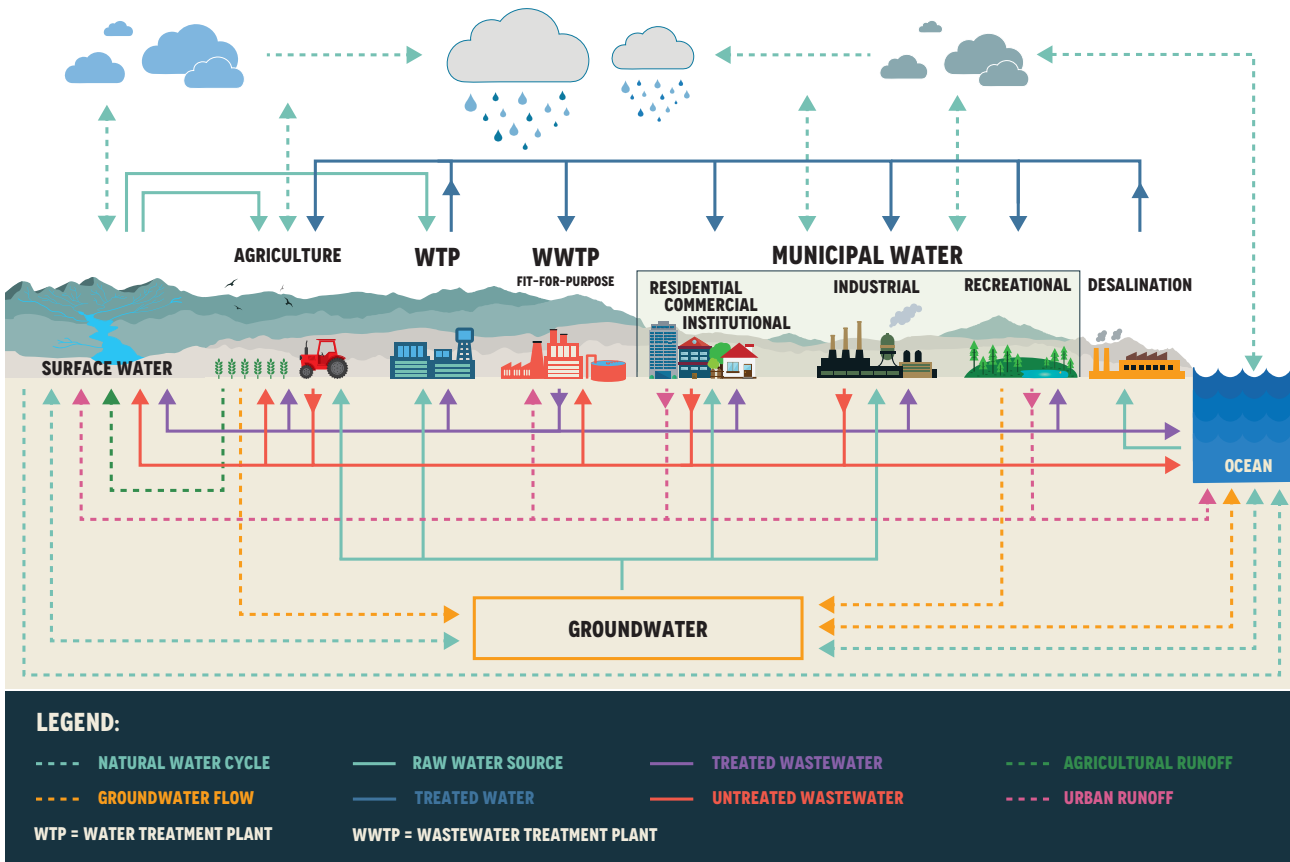 AGRICULTURE
WTP
WWTP
FIT-FOR-PURPOSE
MUNICIPAL WATER
RESIDENTIAL
COMMERCIAL
INSTITUTIONAL
INDUSTRIAL
RECREATIONAL
DESALINATION
SURFACE WATER
OCEAN
GROUNDWATER
LEGEND:
NATURAL WATER CYCLE
RAW WATER SOURCE
TREATED WASTEWATER
AGRICULTURAL RUNOFF
GROUNDWATER FLOW
TREATED WATER
UNTREATED WASTEWATER
URBAN RUNOFF
WTP = WATER TREATMENT PLANT
WWTP = WASTEWATER TREATMENT PLANT